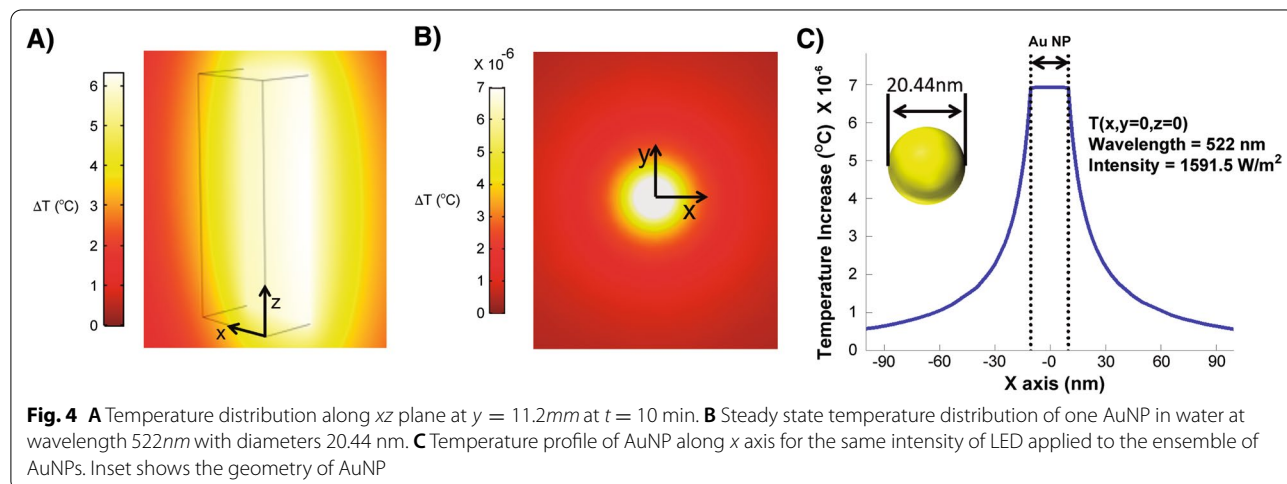 A)
6
5
4
ΔT (°C)
3
2
1
0
z
x
B)
X 10⁻⁶
7
6
5
4
ΔT (°C)
3
2
1
0
y
x
C)
Au NP
Temperature Increase (°C) X 10⁻⁶
8
7
6
5
4
3
2
1
0
20.44nm
T(x,y=0,z=0)
Wavelength = 522 nm
Intensity = 1591.5 W/m²
-90 -60 -30 -0 30 60 90
X axis (nm)
Fig. 4 A Temperature distribution along xz plane at y = 11.2mm at t = 10 min. B Steady state temperature distribution of one AuNP in water at
wavelength 522nm with diameters 20.44 nm. C Temperature profile of AuNP along x axis for the same intensity of LED applied to the ensemble of
AuNPs. Inset shows the geometry of AuNP